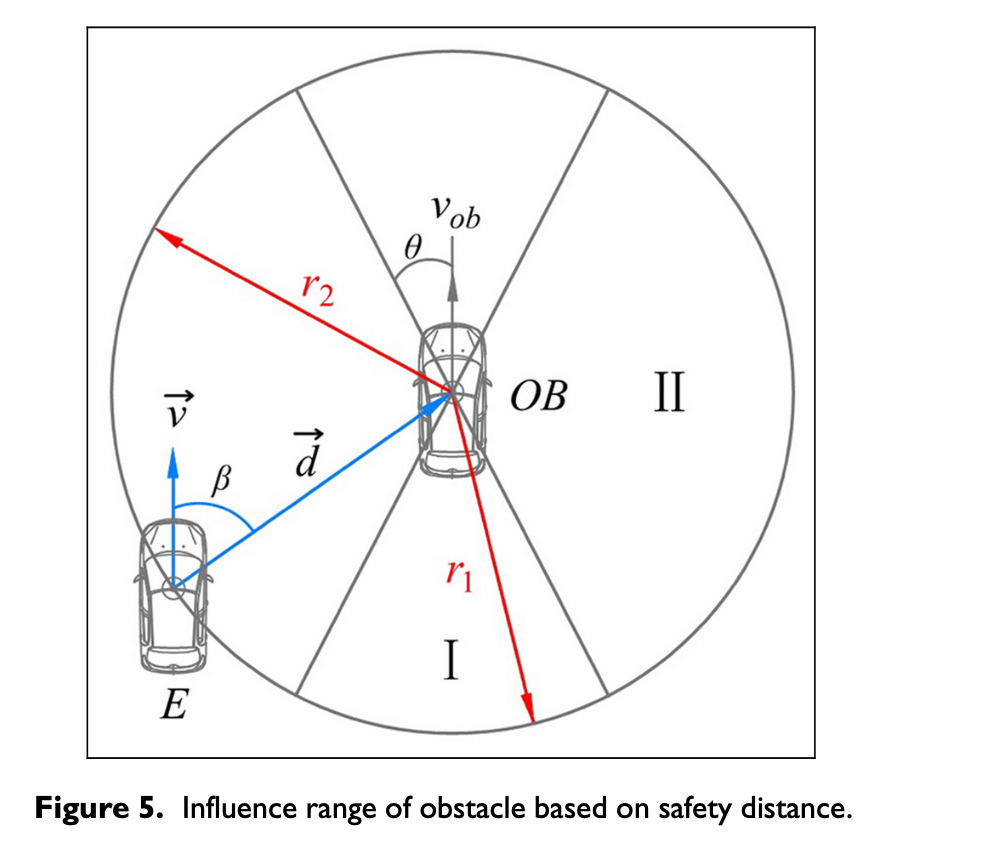 v_ob
θ
r₂
OB
II
v⃗
d⃗
β
r₁
I
E
Figure 5. Influence range of obstacle based on safety distance.